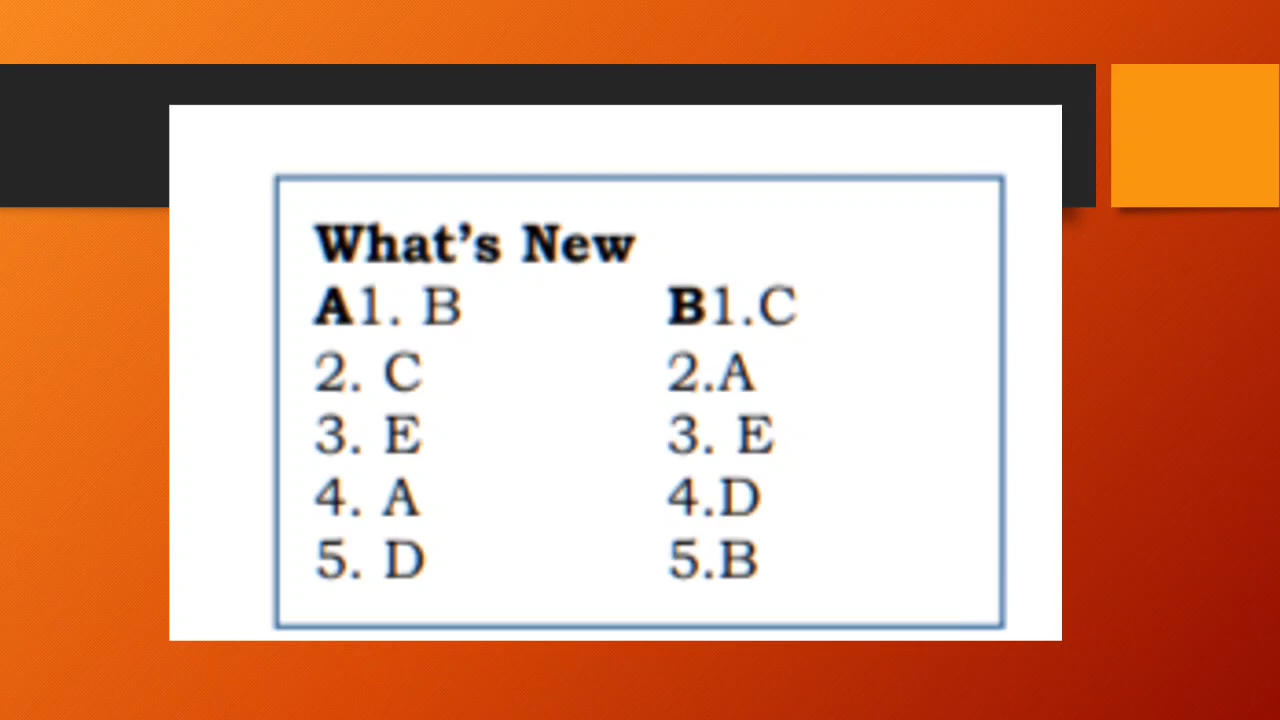 What's New
A1. B B1.C
2. C 2.A
3. E 3. E
4. A 4.D
5. D 5.B